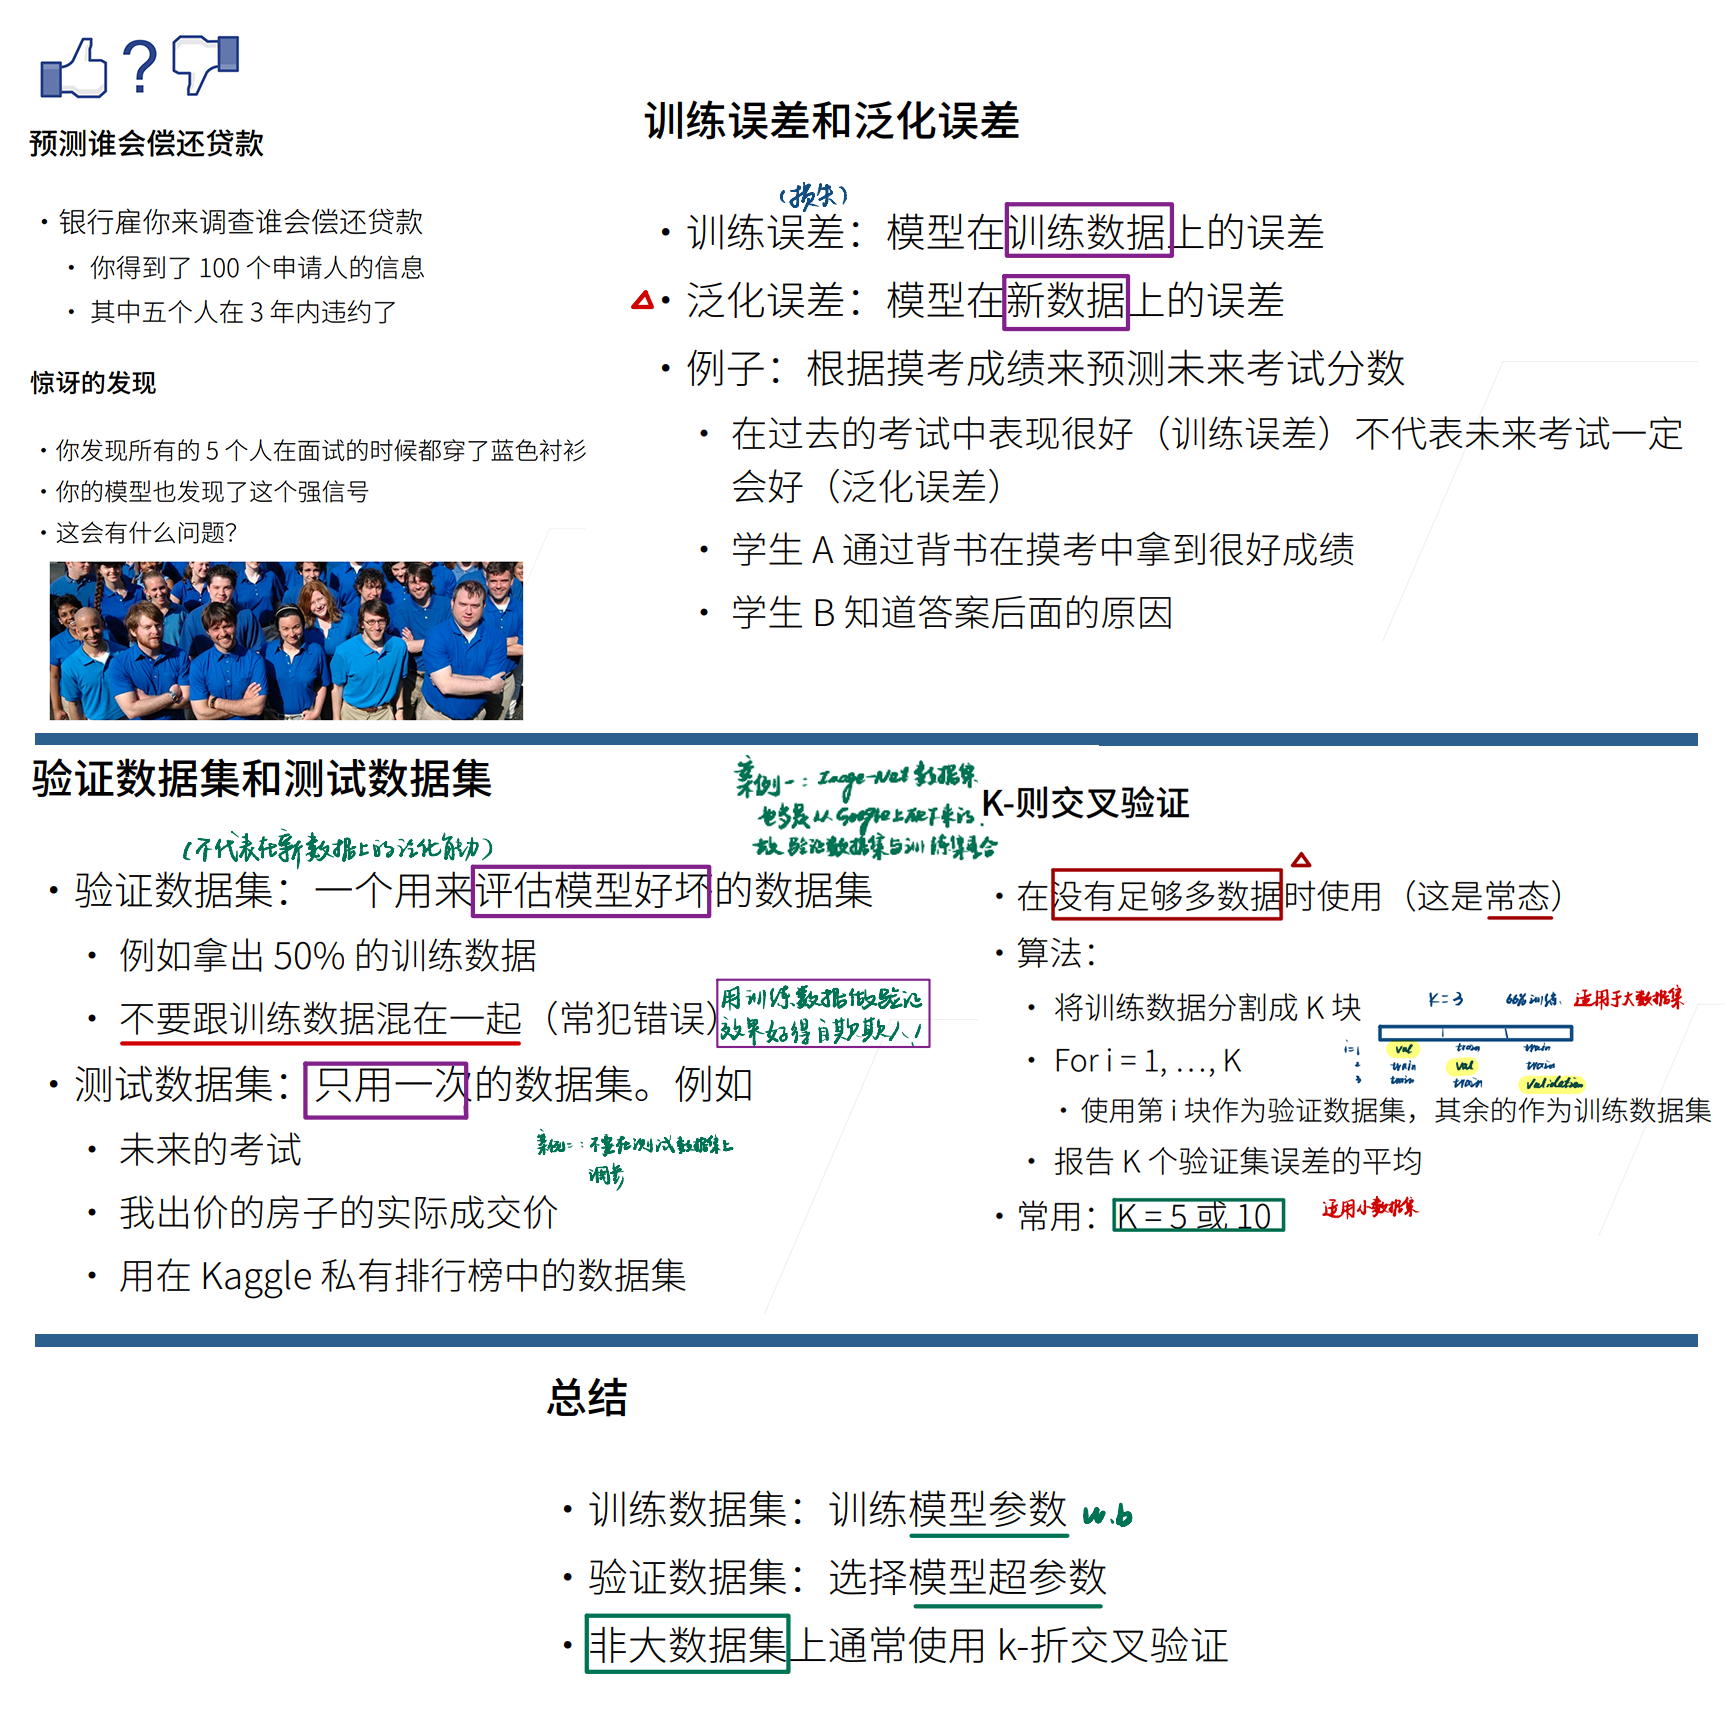 ?
预测谁会偿还贷款
• 银行雇你来调查谁会偿还贷款
• 你得到了 100 个申请人的信息
• 其中五个人在 3 年内违约了
惊讶的发现
• 你发现所有的 5 个人在面试的时候都穿了蓝色衬衫
• 你的模型也发现了这个强信号
• 这会有什么问题？
训练误差和泛化误差
（损失）
• 训练误差：模型在训练数据上的误差
• 泛化误差：模型在新数据上的误差
• 例子：根据摸考成绩来预测未来考试分数
• 在过去的考试中表现很好（训练误差）不代表未来考试一定
会好（泛化误差）
• 学生 A 通过背书在摸考中拿到很好成绩
• 学生 B 知道答案后面的原因
验证数据集和测试数据集
案例一：Image-Net 数据集
也当是从Google上爬下来的.
故 验证数据集与训练集重合
（不代表在新数据上的泛化能力）
• 验证数据集：一个用来评估模型好坏的数据集
• 例如拿出 50% 的训练数据
• 不要跟训练数据混在一起（常犯错误）
用训练数据做验证
效果好得自欺欺人！
• 测试数据集：只用一次的数据集。例如
• 未来的考试
案例二：不要在测试数据集上
调参
• 我出价的房子的实际成交价
• 用在 Kaggle 私有排行榜中的数据集
K-则交叉验证
• 在没有足够多数据时使用（这是常态）
• 算法：
• 将训练数据分割成 K 块
K=3 66%训练. 适用于大数据集
• For i = 1, …, K
i=1 val train train
2 train val train
3 train train validation
• 使用第 i 块作为验证数据集，其余的作为训练数据集
• 报告 K 个验证集误差的平均
• 常用：K = 5 或 10
适用小数据集
总结
• 训练数据集：训练模型参数 w.b
• 验证数据集：选择模型超参数
• 非大数据集上通常使用 k-折交叉验证